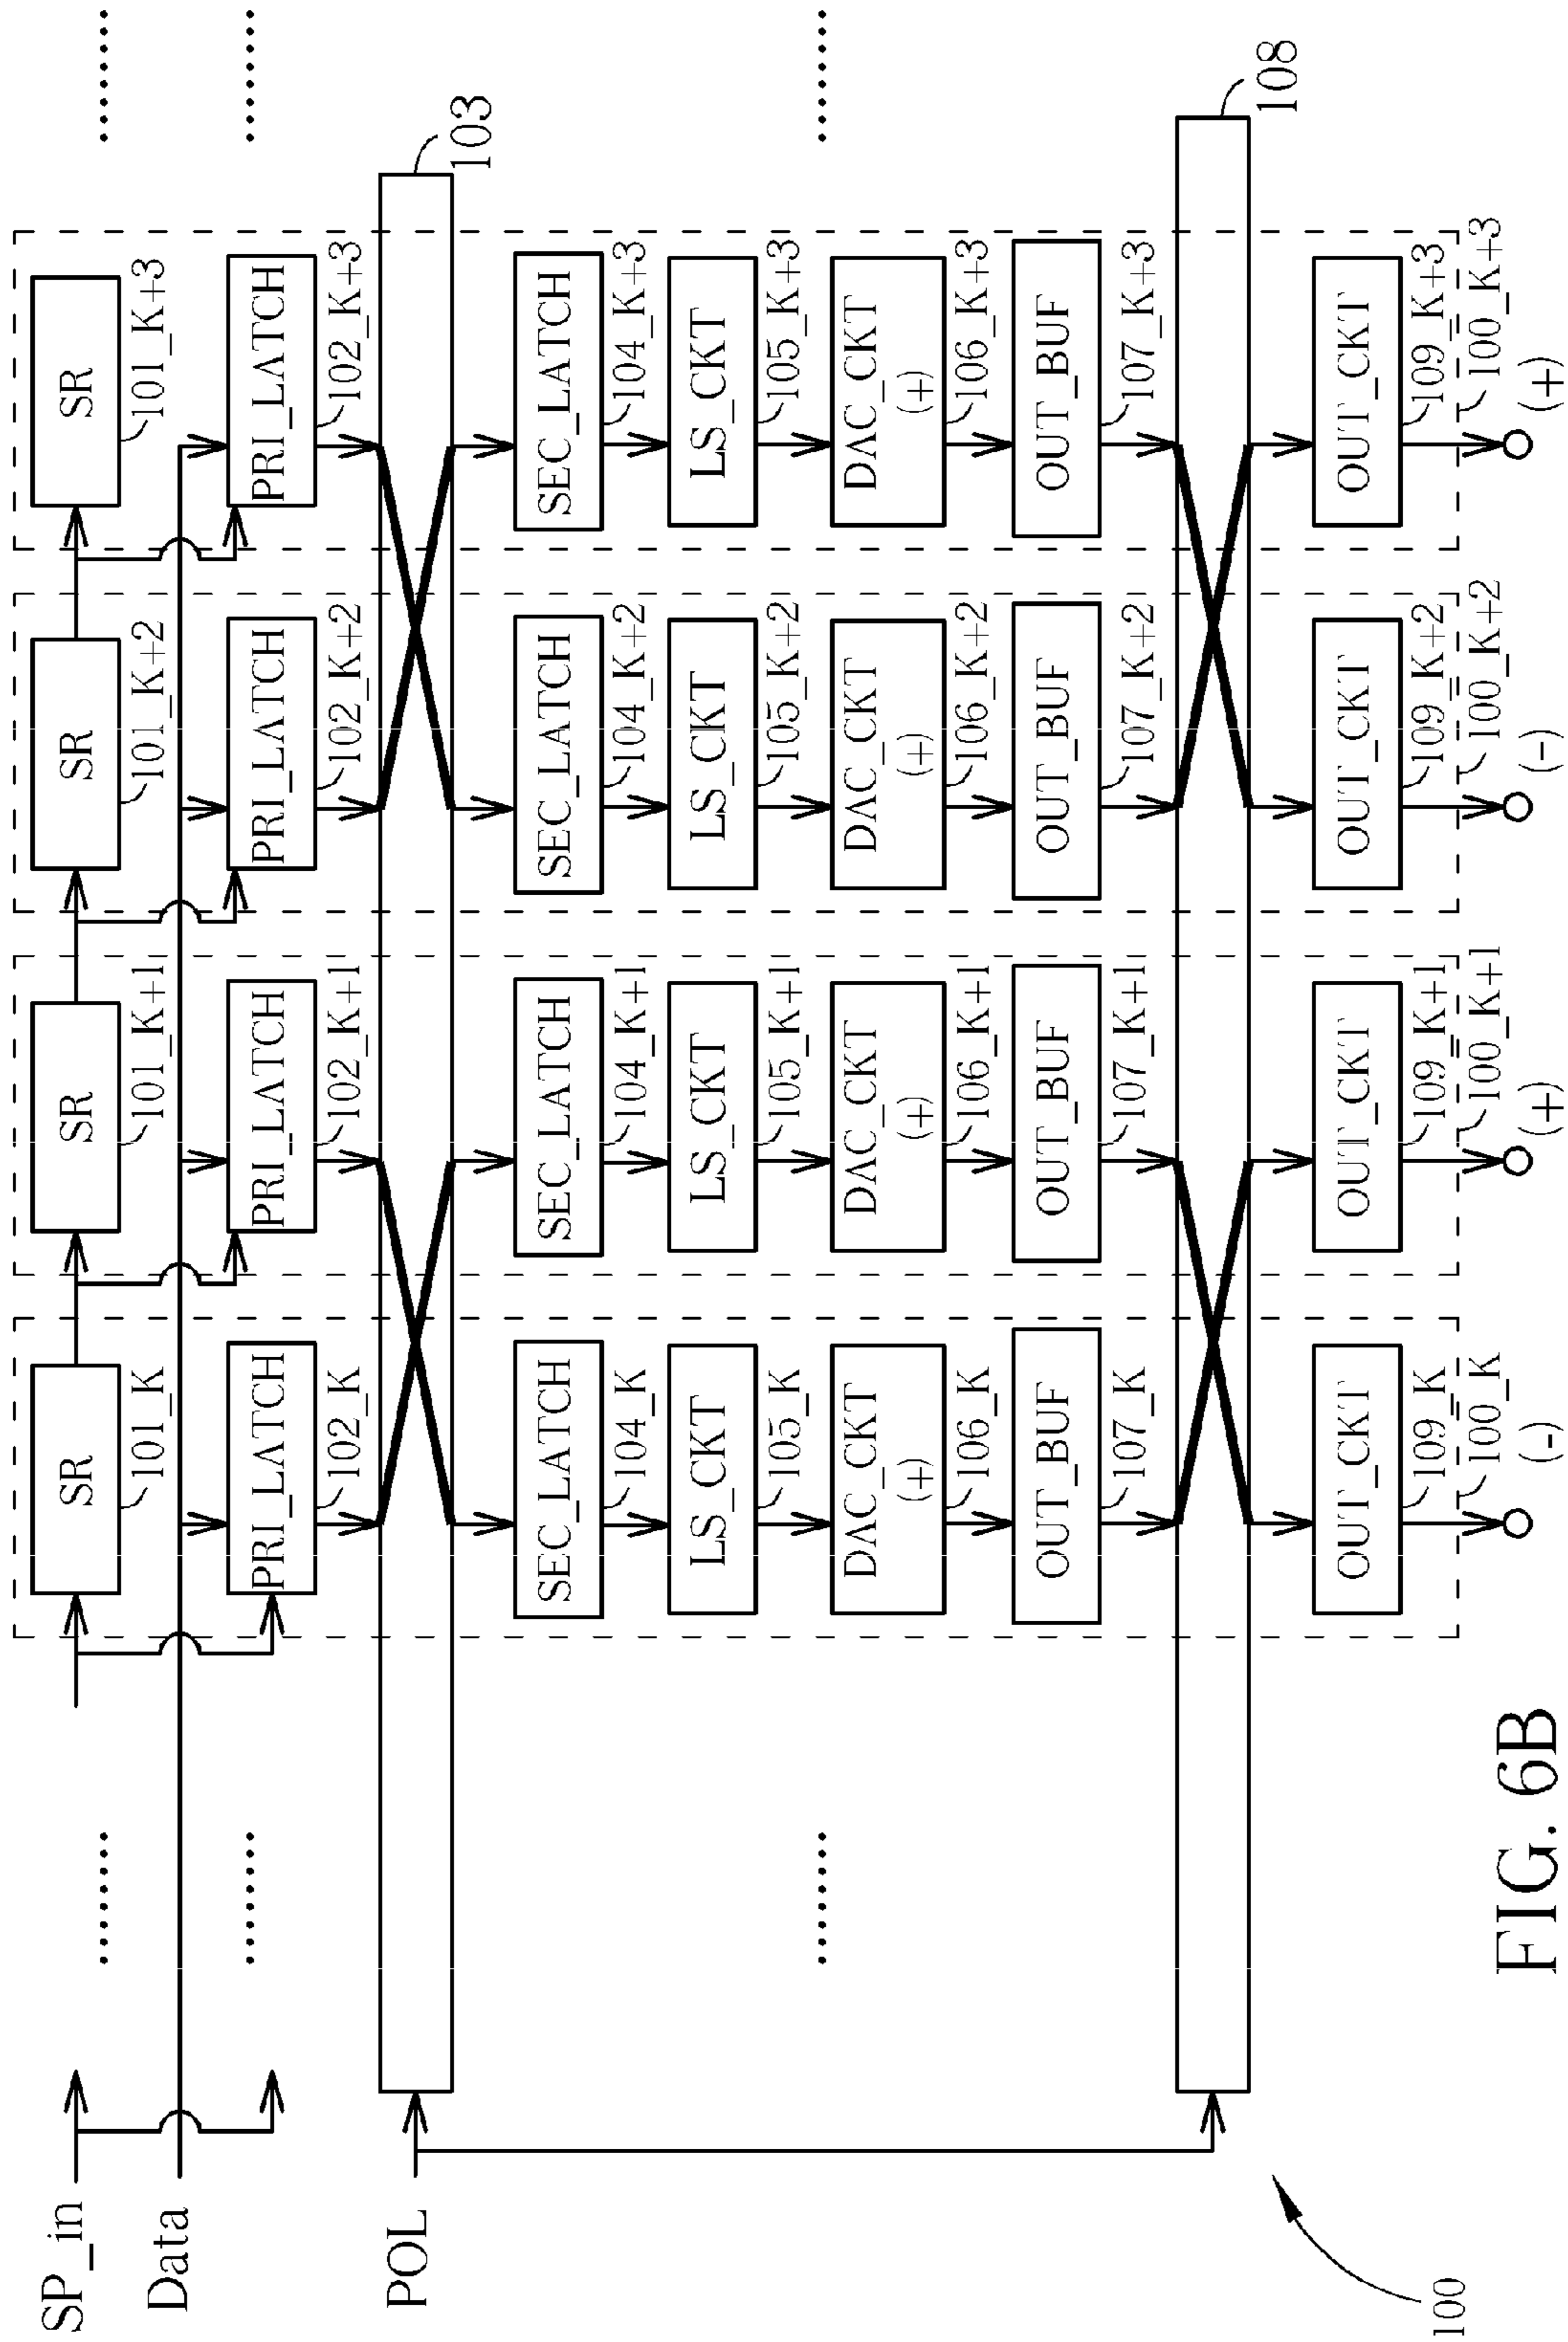 SP_in
SR SR SR SR
101_K 101_K+1 101_K+2 101_K+3
Data
PRI_LATCH PRI_LATCH PRI_LATCH PRI_LATCH
102_K 102_K+1 102_K+2 102_K+3
POL
103
SEC_LATCH SEC_LATCH SEC_LATCH SEC_LATCH
104_K 104_K+1 104_K+2 104_K+3
LS_CKT LS_CKT LS_CKT LS_CKT
105_K 105_K+1 105_K+2 105_K+3
DAC_CKT DAC_CKT DAC_CKT DAC_CKT
(+) (+) (+) (+)
106_K 106_K+1 106_K+2 106_K+3
OUT_BUF OUT_BUF OUT_BUF OUT_BUF
107_K 107_K+1 107_K+2 107_K+3
108
OUT_CKT OUT_CKT OUT_CKT OUT_CKT
109_K 109_K+1 109_K+2 109_K+3
100 100_K 100_K+1 100_K+2 100_K+3
(-) (+) (-) (+)
FIG. 6B